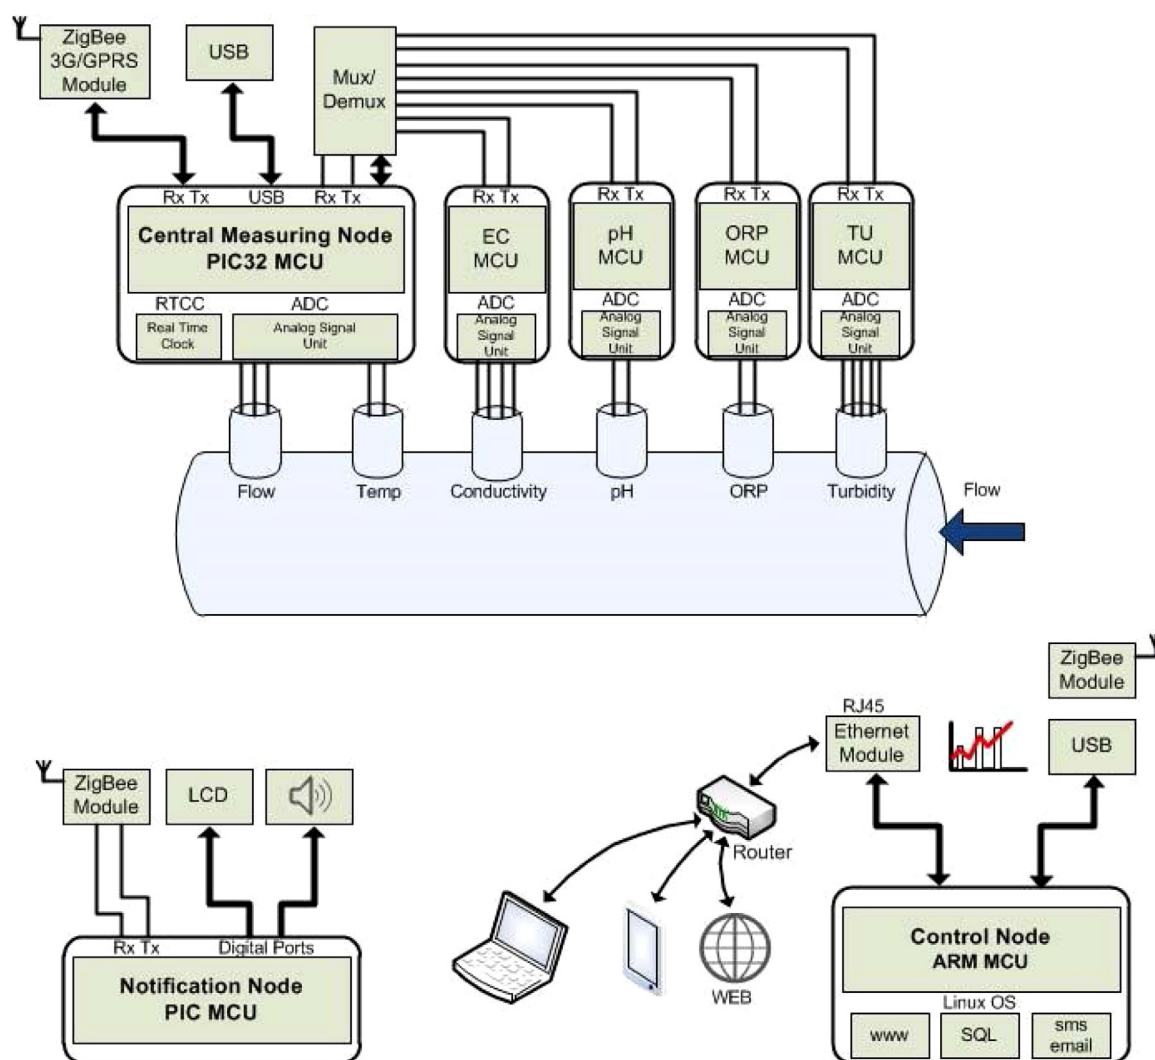 ZigBee
3G/GPRS
Module
USB
Mux/
Demux
Rx Tx
USB
Rx Tx
Rx Tx
Rx Tx
Rx Tx
Rx Tx
Central Measuring Node
PIC32 MCU
EC
MCU
pH
MCU
ORP
MCU
TU
MCU
RTCC
ADC
ADC
ADC
ADC
ADC
Real Time
Clock
Analog Signal
Unit
Analog
Signal
Unit
Analog
Signal
Unit
Analog
Signal
Unit
Analog
Signal
Unit
Flow
Temp
Conductivity
pH
ORP
Turbidity
Flow
ZigBee
Module
RJ45
Ethernet
Module
USB
ZigBee
Module
LCD
Router
Rx Tx
Digital Ports
Notification Node
PIC MCU
WEB
Control Node
ARM MCU
Linux OS
www
SQL
sms
email